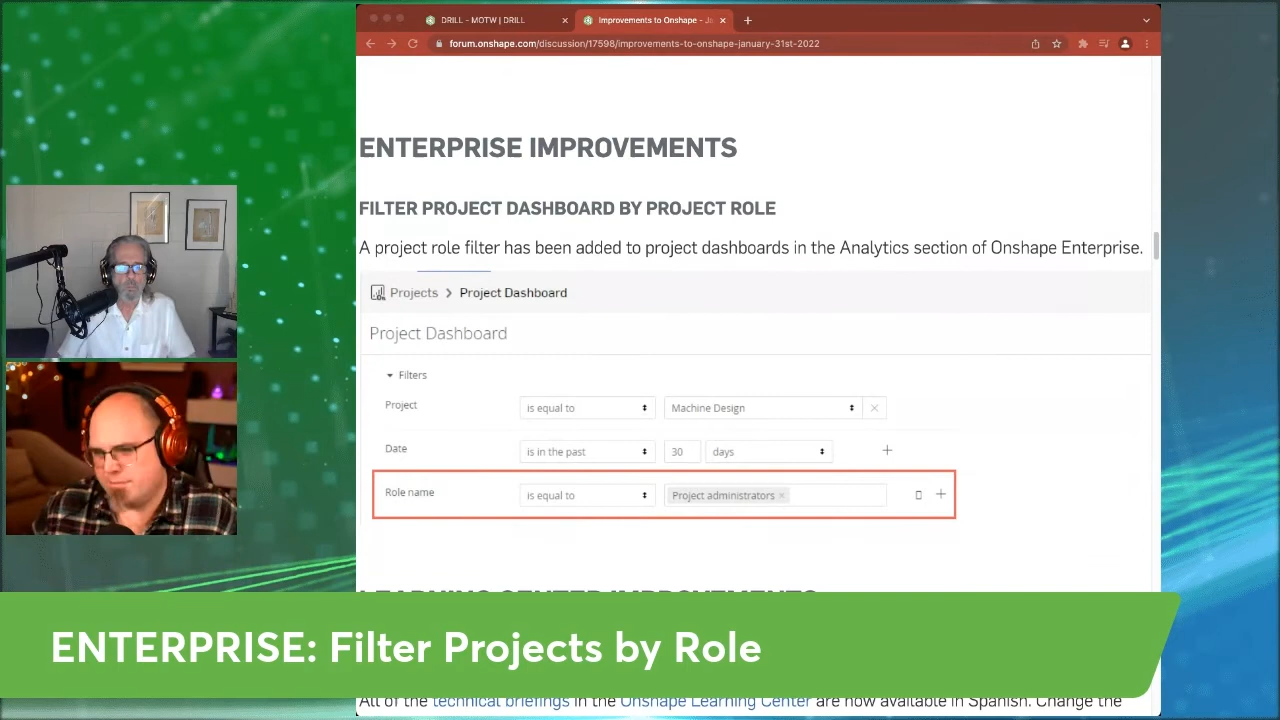 DRILL - MOTW | DRILL
Improvements to Onshape - Ja
forum.onshape.com/discussion/17598/improvements-to-onshape-january-31st-2022
ENTERPRISE IMPROVEMENTS
FILTER PROJECT DASHBOARD BY PROJECT ROLE
A project role filter has been added to project dashboards in the Analytics section of Onshape Enterprise.
Projects > Project Dashboard
Project Dashboard
Filters
Project is equal to Machine Design
Date is in the past 30 days
Role name is equal to Project administrators
LEARNING CENTER IMPROVEMENTS
ENTERPRISE: Filter Projects by Role
All of the technical briefings in the Onshape Learning Center are now available in Spanish. Change the